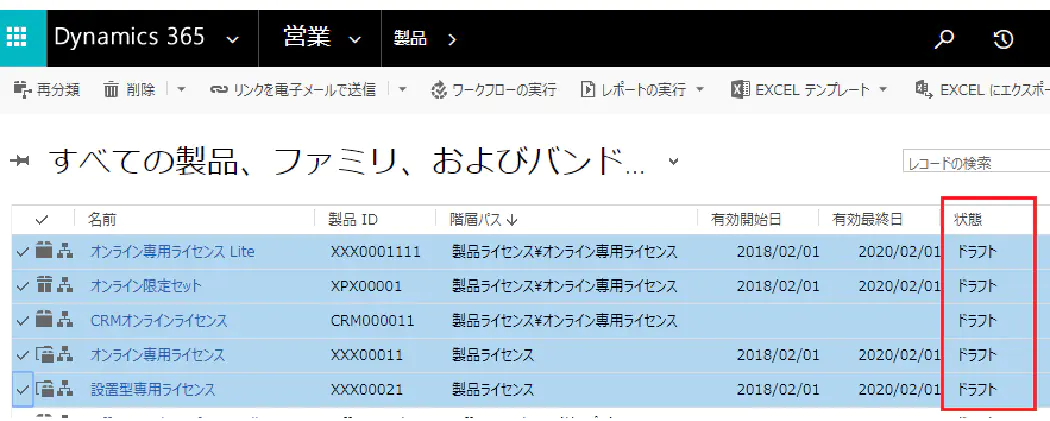 Dynamics 365 営業 製品
再分類 削除 リンクを電子メールで送信 ワークフローの実行 レポートの実行 EXCEL テンプレート EXCEL にエクスポー
すべての製品、ファミリ、およびバンド...
レコードの検索
名前 製品 ID 階層パス 有効開始日 有効最終日 状態
オンライン専用ライセンス Lite XXX0001111 製品ライセンス¥オンライン専用ライセンス 2018/02/01 2020/02/01 ドラフト
オンライン限定セット XPX00001 製品ライセンス¥オンライン専用ライセンス 2018/02/01 2020/02/01 ドラフト
CRMオンラインライセンス CRM000011 製品ライセンス¥オンライン専用ライセンス ドラフト
オンライン専用ライセンス XXX00011 製品ライセンス 2018/02/01 2020/02/01 ドラフト
設置型専用ライセンス XXX00021 製品ライセンス 2018/02/01 2020/02/01 ドラフト